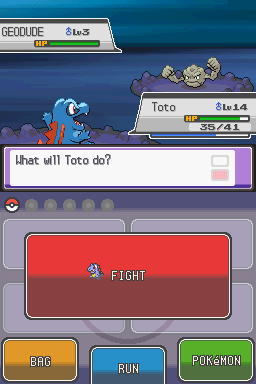 GEODUDE ♂Lv3
HP
Toto ♂Lv14
HP
35/41
What will Toto do?
FIGHT
BAG
RUN
POKéMON